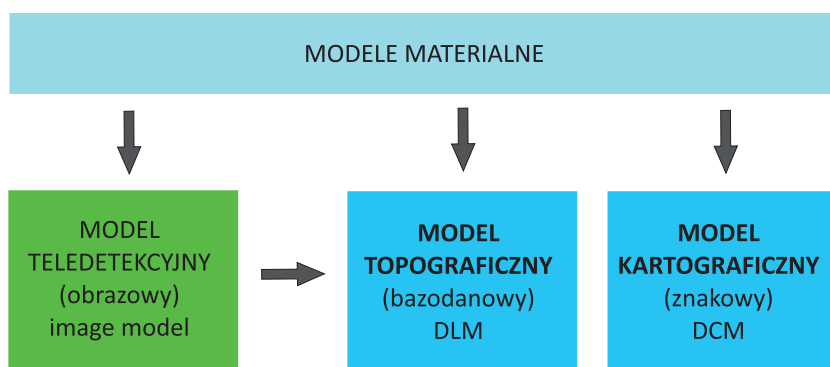 MODELE MATERIALNE
MODEL
TELEDETEKCYJNY
(obrazowy)
image model
MODEL
TOPOGRAFICZNY
(bazodanowy)
DLM
MODEL
KARTOGRAFICZNY
(znakowy)
DCM